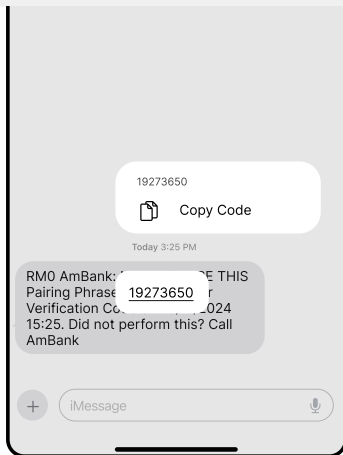 19273650
Copy Code
Today 3:25 PM
RM0 AmBank: THIS
Pairing Phrase 19273650
Verification 2024
15:25. Did not perform this? Call
AmBank
+
iMessage